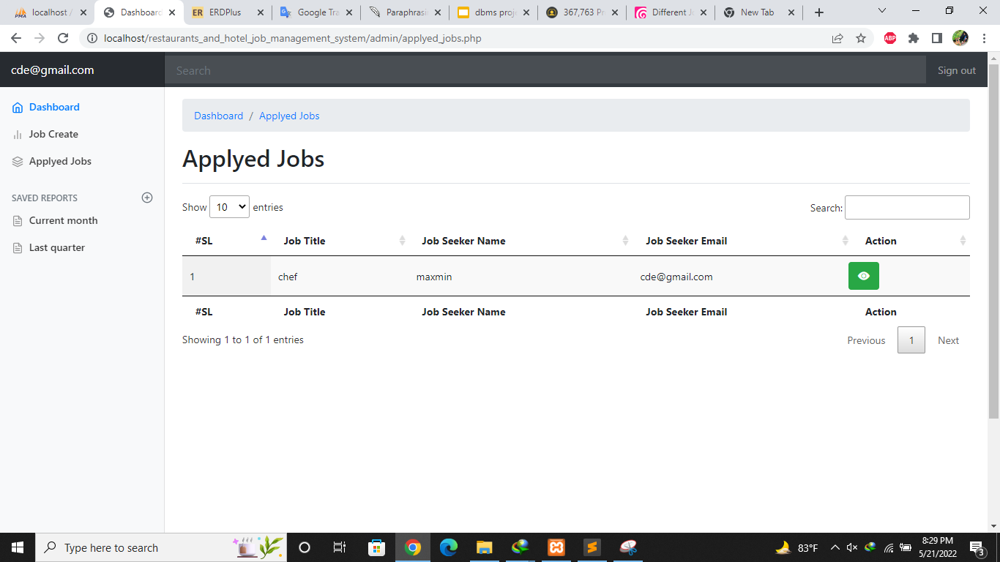 localhost /
Dashboard
ERDPlus
Google Tra
Paraphrasi
dbms proj
367,763 Pr
Different J
New Tab
localhost/restaurants_and_hotel_job_management_system/admin/applyed_jobs.php
ABP
cde@gmail.com
Search
Sign out
Dashboard
Job Create
Applyed Jobs
SAVED REPORTS
Current month
Last quarter
Dashboard / Applyed Jobs
Applyed Jobs
Show 10 entries
Search:
#SL Job Title Job Seeker Name Job Seeker Email Action
1 chef maxmin cde@gmail.com
#SL Job Title Job Seeker Name Job Seeker Email Action
Showing 1 to 1 of 1 entries
Previous 1 Next
Type here to search
83°F
8:29 PM
5/21/2022
3